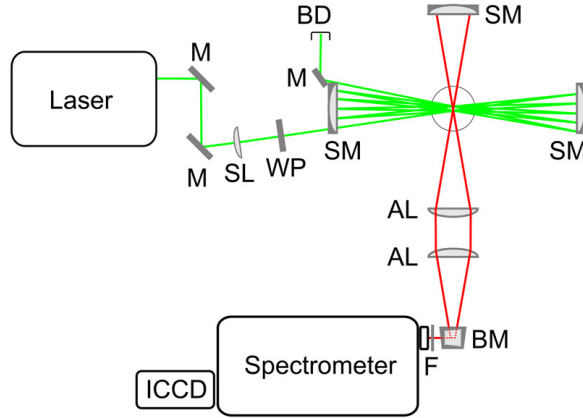 BD
SM
M
M
Laser
SM
SM
M
SL
WP
AL
AL
BM
Spectrometer
F
ICCD